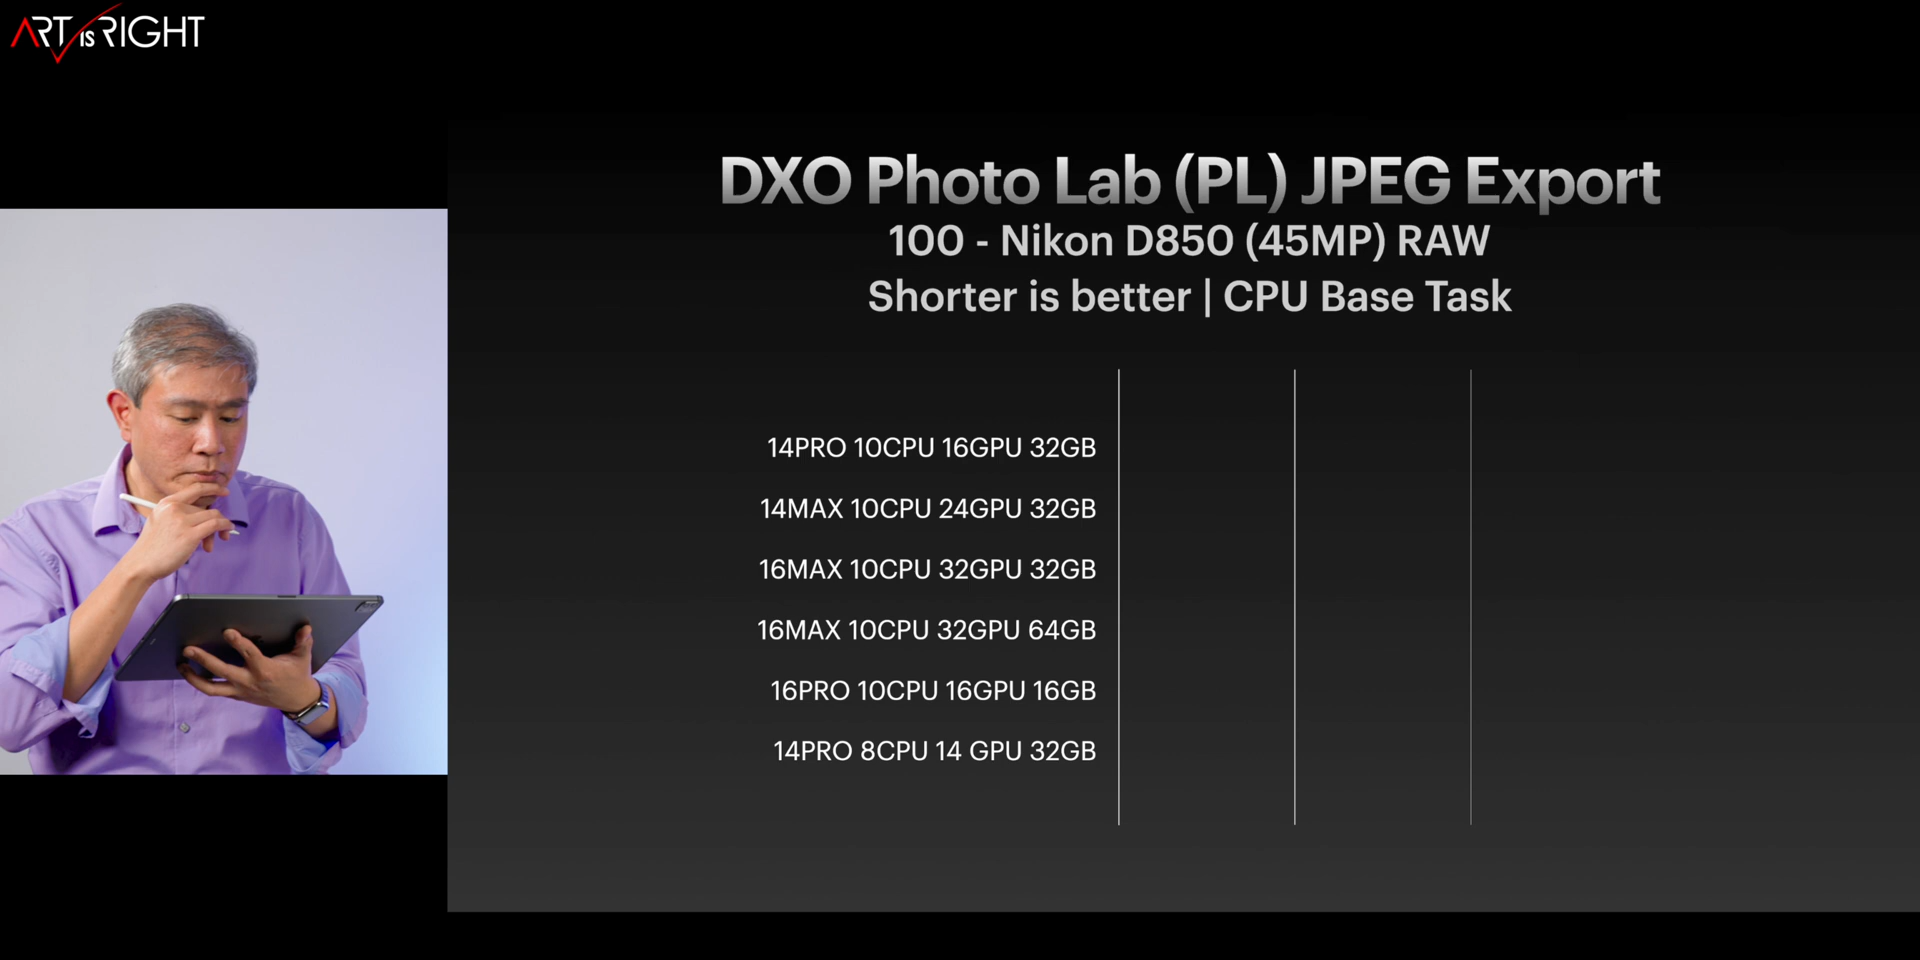 ART IS RIGHT
DXO Photo Lab (PL) JPEG Export
100 - Nikon D850 (45MP) RAW
Shorter is better | CPU Base Task
14PRO 10CPU 16GPU 32GB
14MAX 10CPU 24GPU 32GB
16MAX 10CPU 32GPU 32GB
16MAX 10CPU 32GPU 64GB
16PRO 10CPU 16GPU 16GB
14PRO 8CPU 14 GPU 32GB